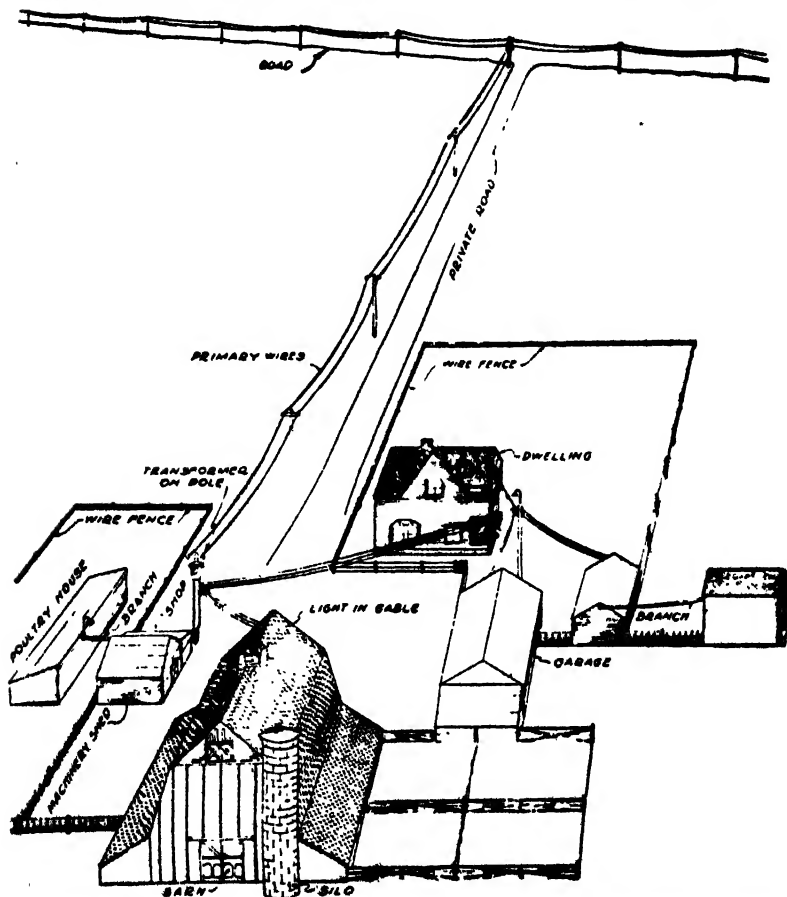 ROAD
PRIVATE ROAD
PRIMARY WIRES
WIRE FENCE
DWELLING
TRANSFORMER
ON POLE
WIRE FENCE
POULTRY HOUSE
BRANCH
SHOP
LIGHT IN GABLE
BRANCH
GARAGE
MACHINERY SHED
BARN
SILO